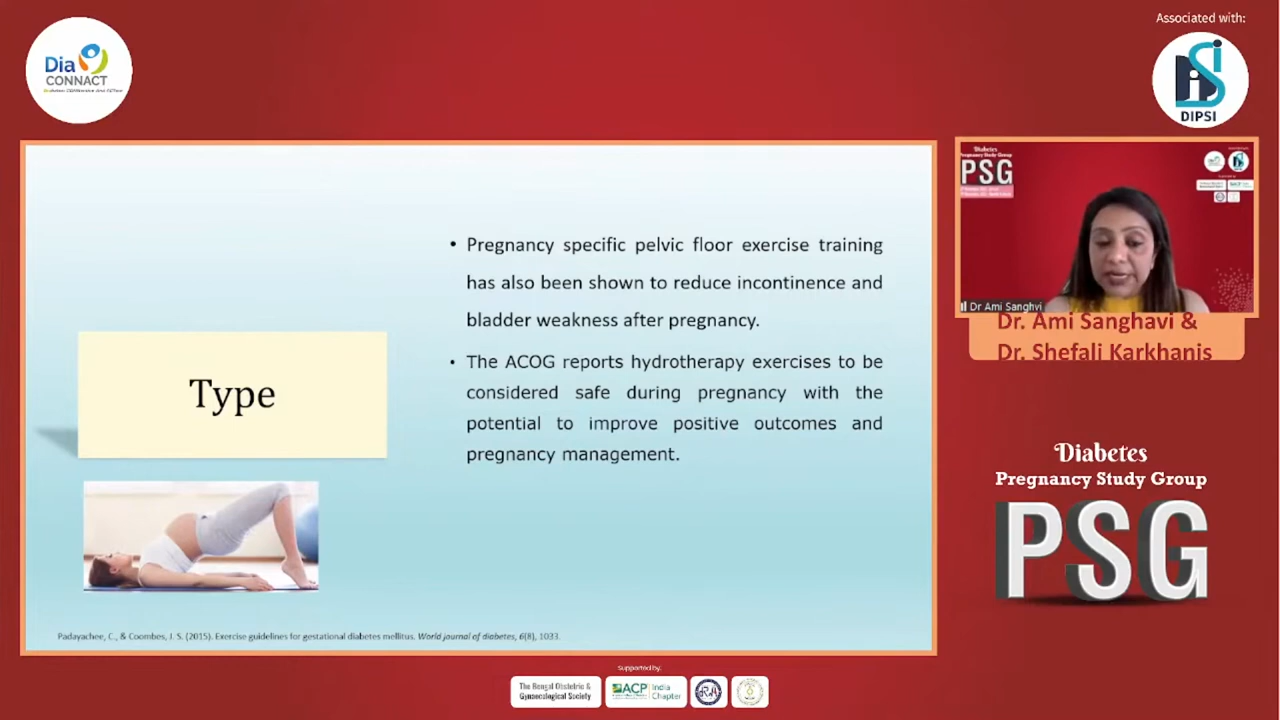 Associated with:
Dia
CONNACT
DIPSI
Diabetes
Pregnancy Study Group
PSG
Dr Ami Sanghvi
Dr. Ami Sanghavi &
Dr. Shefali Karkhanis
• Pregnancy specific pelvic floor exercise training
has also been shown to reduce incontinence and
bladder weakness after pregnancy.
• The ACOG reports hydrotherapy exercises to be
considered safe during pregnancy with the
potential to improve positive outcomes and
pregnancy management.
Type
Padayachee, C., & Coombes, J. S. (2015). Exercise guidelines for gestational diabetes mellitus. World journal of diabetes, 6(8), 1033.
Diabetes
Pregnancy Study Group
PSG
Supported by:
The Bengal Obstetric &
Gynaecological Society
ACP
India
Chapter